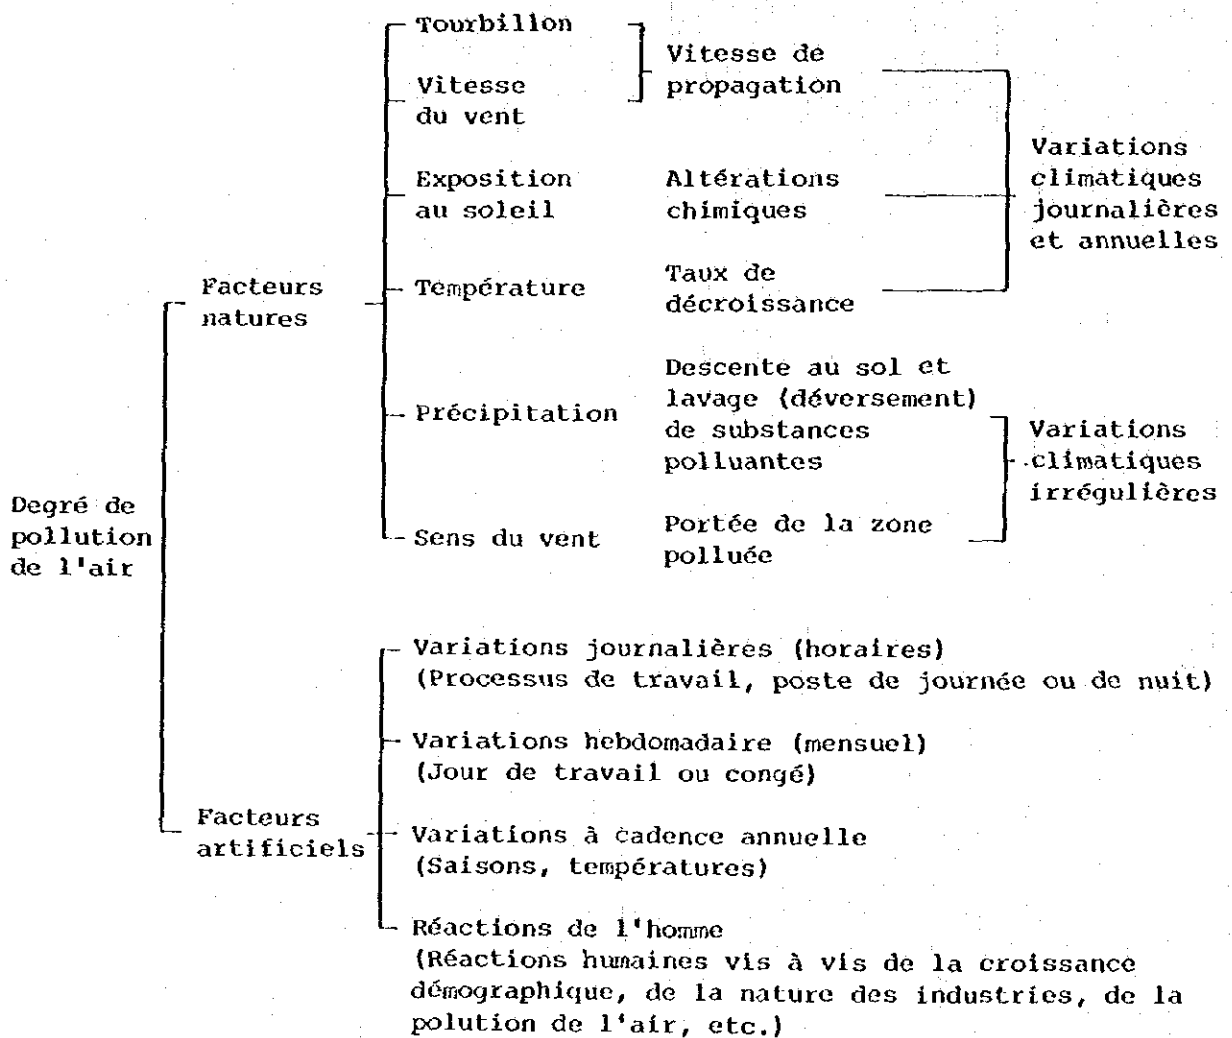 Tourbillon
Vitesse
du vent
Vitesse de
propagation
Exposition
au soleil
Altérations
chimiques
Température
Taux de
décroissance
Variations
climatiques
journalières
et annuelles
Facteurs
natures
Précipitation
Descente au sol et
lavage (déversement)
de substances
polluantes
Sens du vent
Portée de la zone
polluée
Variations
climatiques
irrégulières
Degré de
pollution
de l'air
Variations journalières (horaires)
(Processus de travail, poste de journée ou de nuit)
Variations hebdomadaire (mensuel)
(Jour de travail ou congé)
Facteurs
artificiels
Variations à cadence annuelle
(Saisons, températures)
Réactions de l'homme
(Réactions humaines vis à vis de la croissance
démographique, de la nature des industries, de la
polution de l'air, etc.)